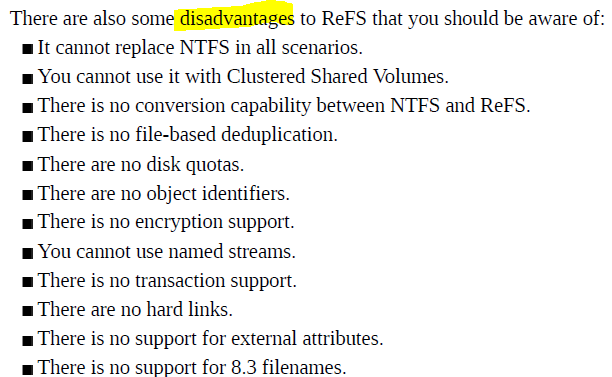 There are also some disadvantages to ReFS that you should be aware of:
■ It cannot replace NTFS in all scenarios.
■ You cannot use it with Clustered Shared Volumes.
■ There is no conversion capability between NTFS and ReFS.
■ There is no file-based deduplication.
■ There are no disk quotas.
■ There are no object identifiers.
■ There is no encryption support.
■ You cannot use named streams.
■ There is no transaction support.
■ There are no hard links.
■ There is no support for external attributes.
■ There is no support for 8.3 filenames.